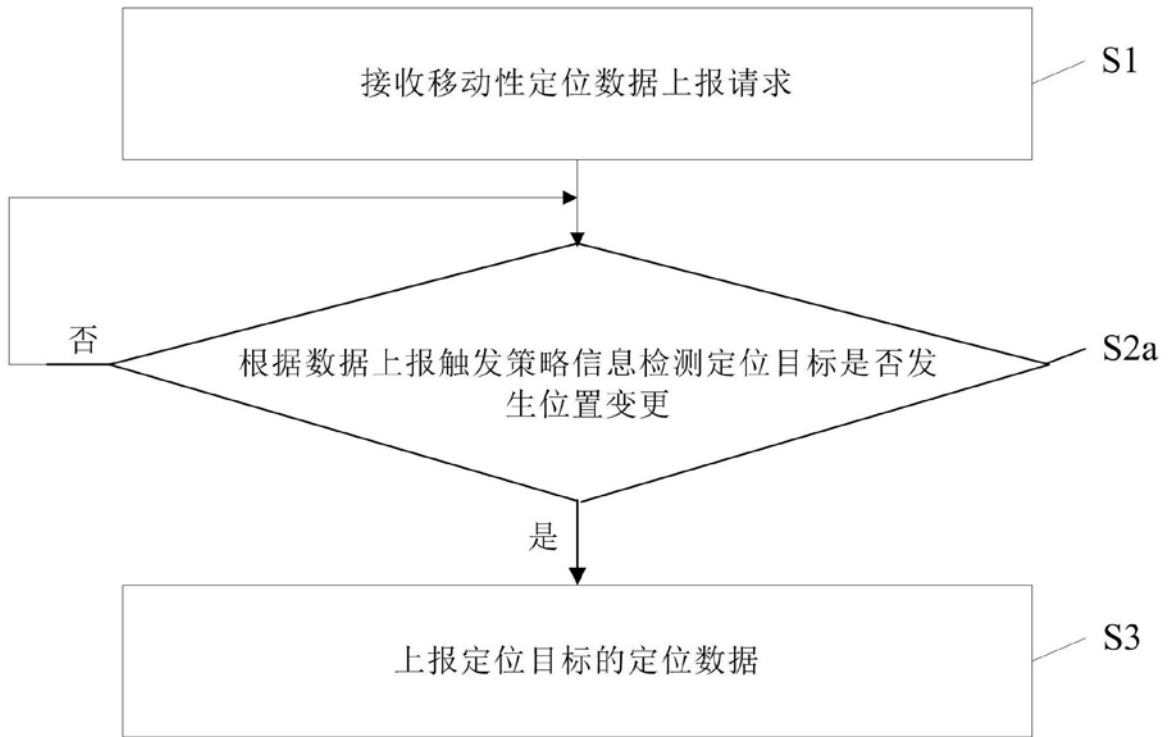 接收移动性定位数据上报请求
S1
否
根据数据上报触发策略信息检测定位目标是否发
生位置变更
S2a
是
上报定位目标的定位数据
S3